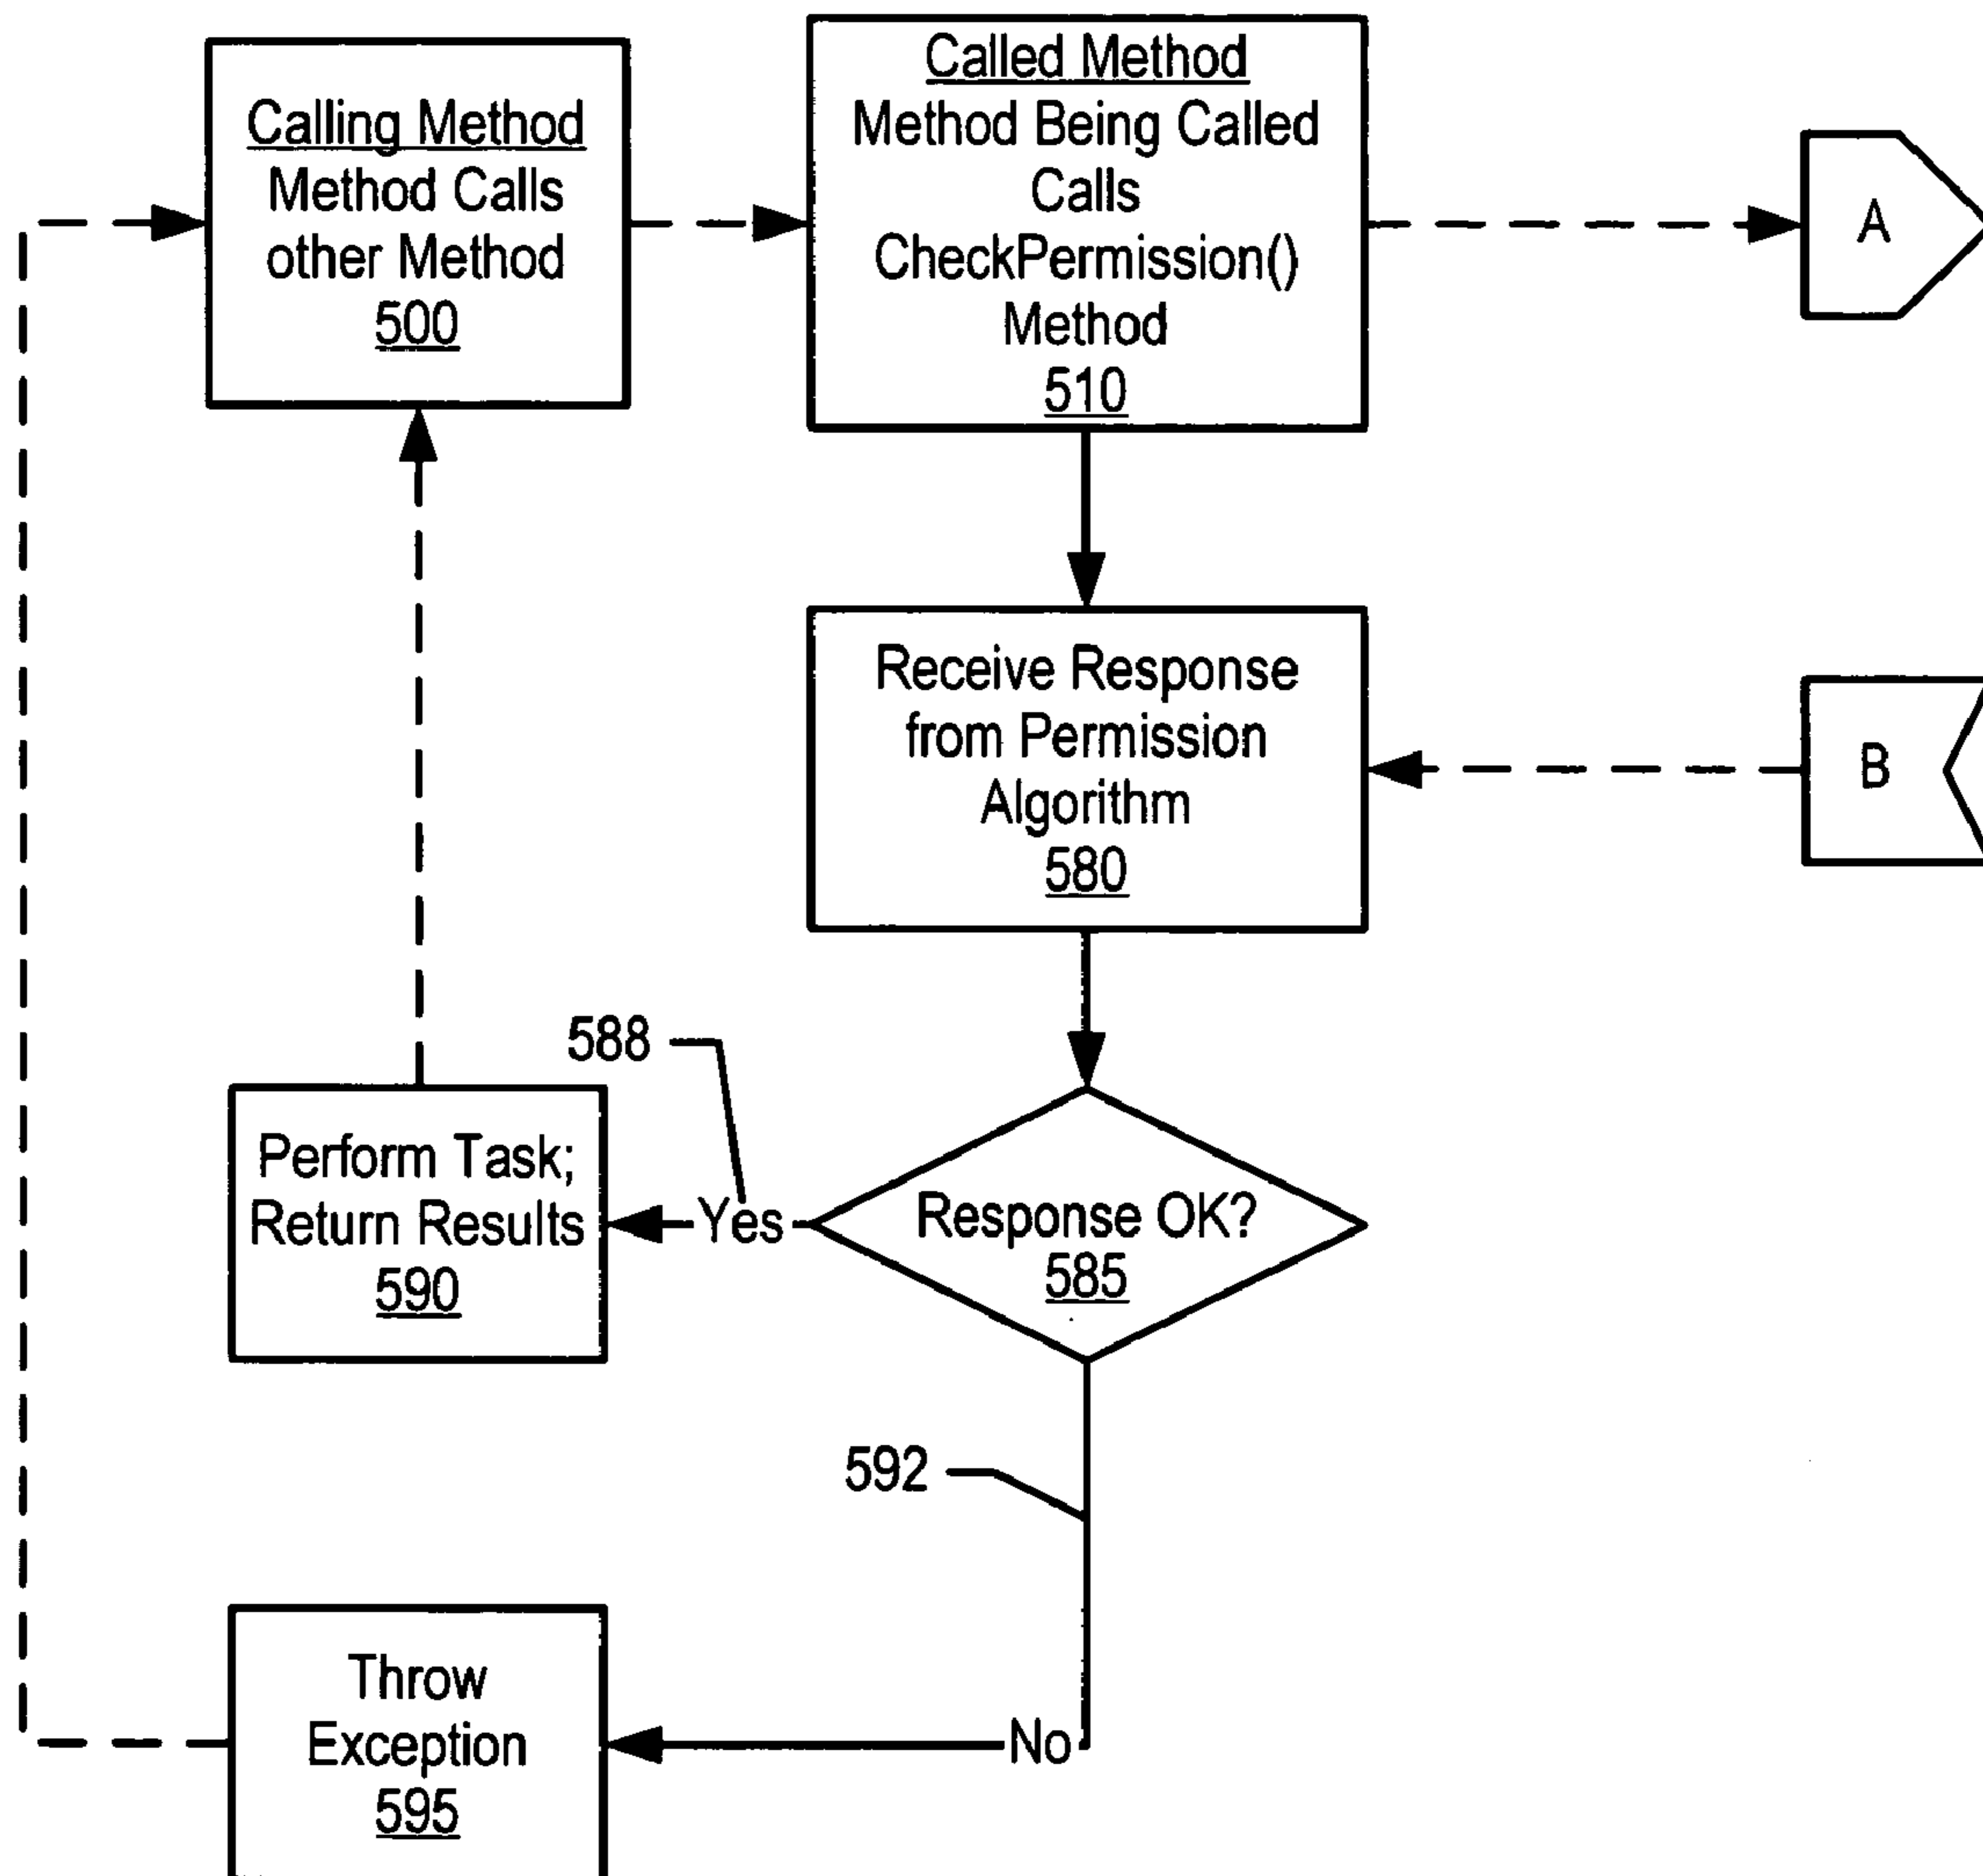 Calling Method
Method Calls
other Method
500
Called Method
Method Being Called
Calls
CheckPermission()
Method
510
A
Receive Response
from Permission
Algorithm
580
B
588
Perform Task;
Return Results
590
Yes
Response OK?
585
592
Throw
Exception
595
No